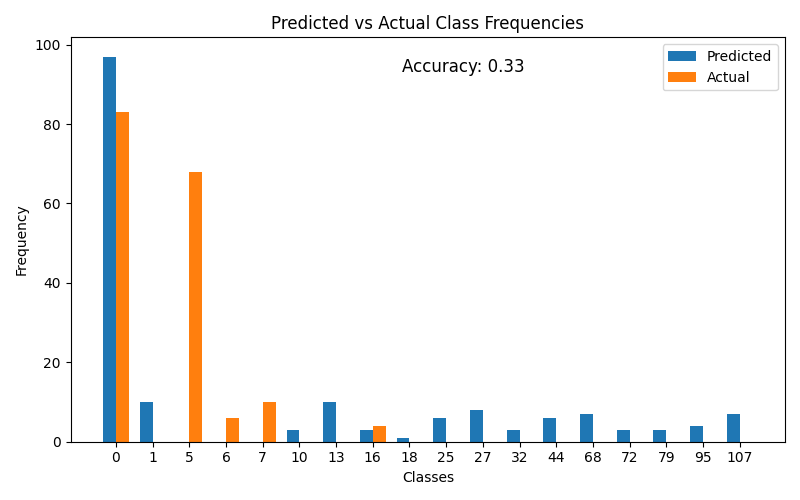 Predicted vs Actual Class Frequencies
Accuracy: 0.33
Predicted
Actual
Frequency
100
80
60
40
20
0
0 1 5 6 7 10 13 16 18 25 27 32 44 68 72 79 95 107
Classes